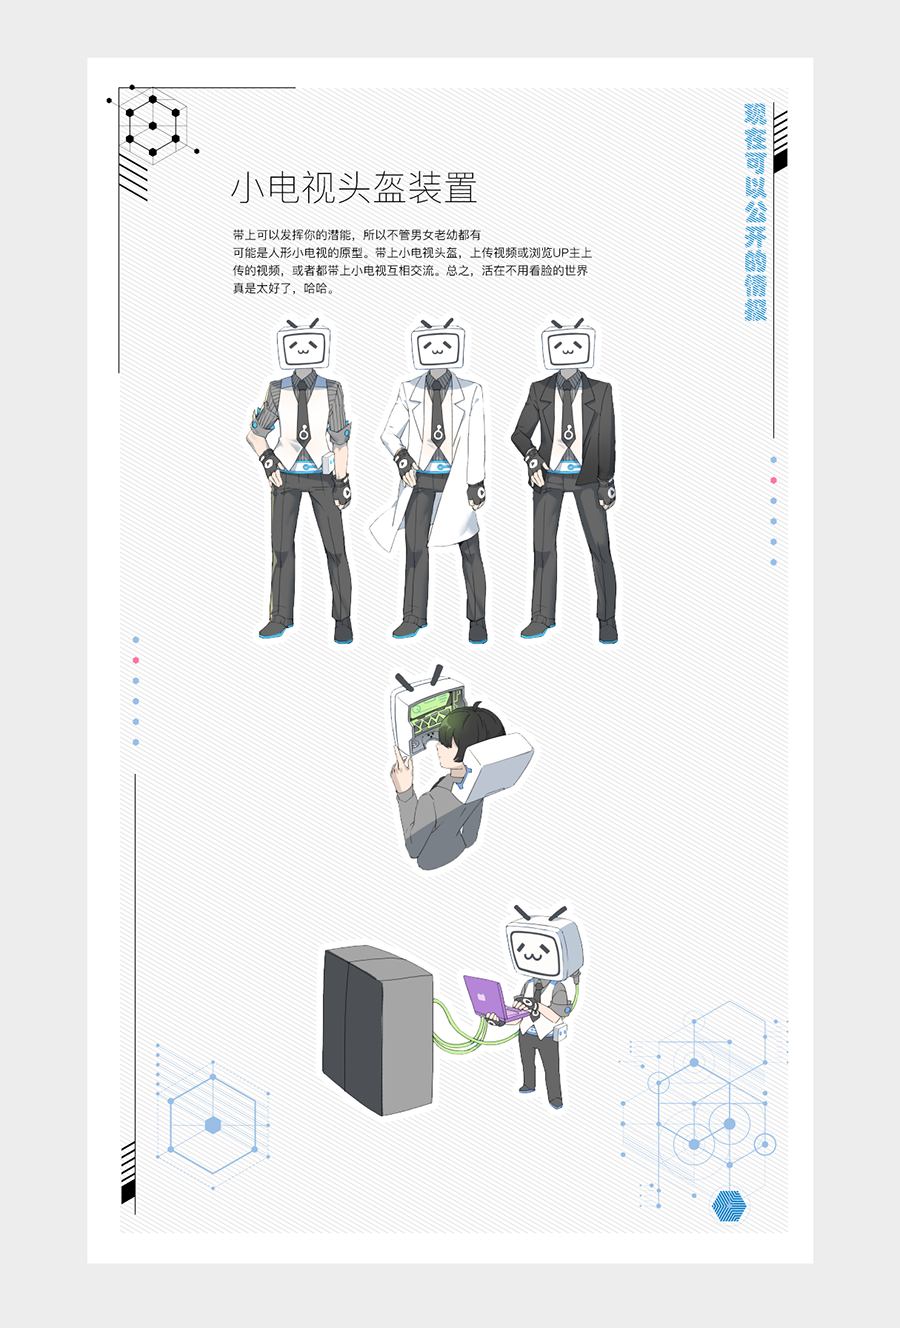 现在可以公开的情报
小电视头盔装置
带上可以发挥你的潜能，所以不管男女老幼都有
可能是人形小电视的原型。带上小电视头盔，上传视频或浏览UP主上
传的视频，或者都带上小电视互相交流。总之，活在不用看脸的世界
真是太好了，哈哈。